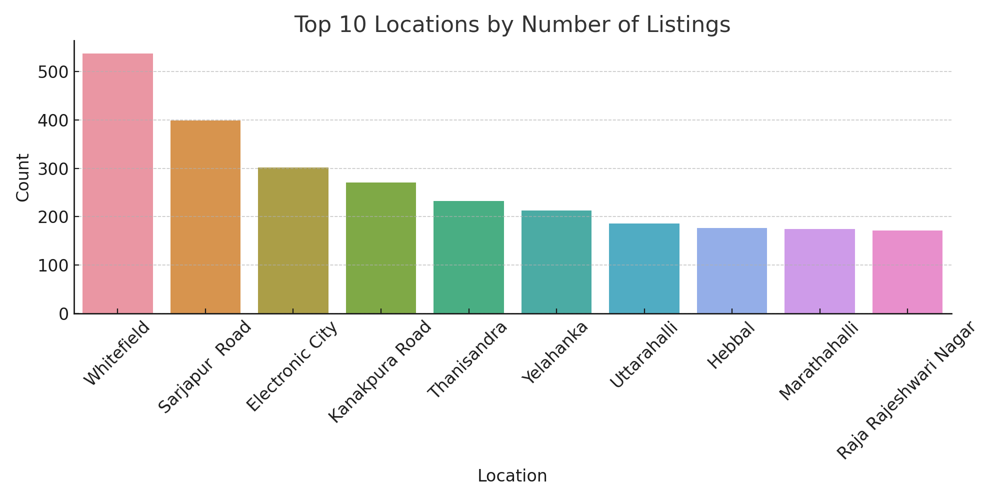 Top 10 Locations by Number of Listings
Count
500
400
300
200
100
0
Whitefield
Sarjapur  Road
Electronic City
Kanakpura Road
Thanisandra
Yelahanka
Uttarahalli
Hebbal
Marathahalli
Raja Rajeshwari Nagar
Location